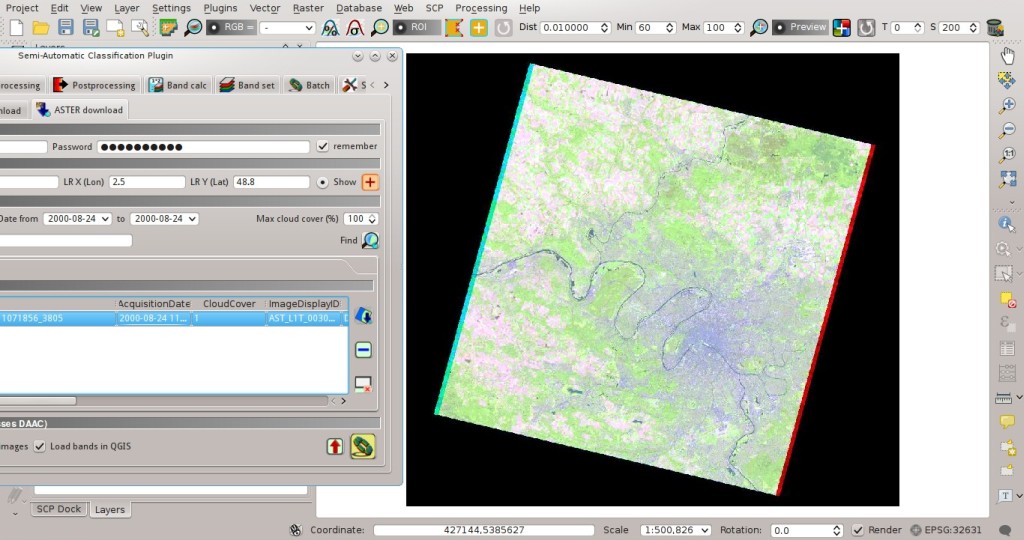 Project Edit View Layer Settings Plugins Vector Raster Database Web SCP Processing Help
RGB = - ROI Dist 0.010000 Min 60 Max 100 Preview T 0 S 200
Semi-Automatic Classification Plugin
rocessing Postprocessing Band calc Band set Batch S
nload ASTER download
Password ●●●●●●●●●● remember
LR X (Lon) 2.5 LR Y (Lat) 48.8 Show
Date from 2000-08-24 to 2000-08-24 Max cloud cover (%) 100
Find
AcquisitionDate CloudCover ImageDisplayID
1071856_3805 2000-08-24 11... 1 AST_L1T_0030...
sses DAAC)
mages Load bands in QGIS
SCP Dock Layers
Coordinate: 427144,5385627 Scale 1:500,826 Rotation: 0.0 Render EPSG:32631